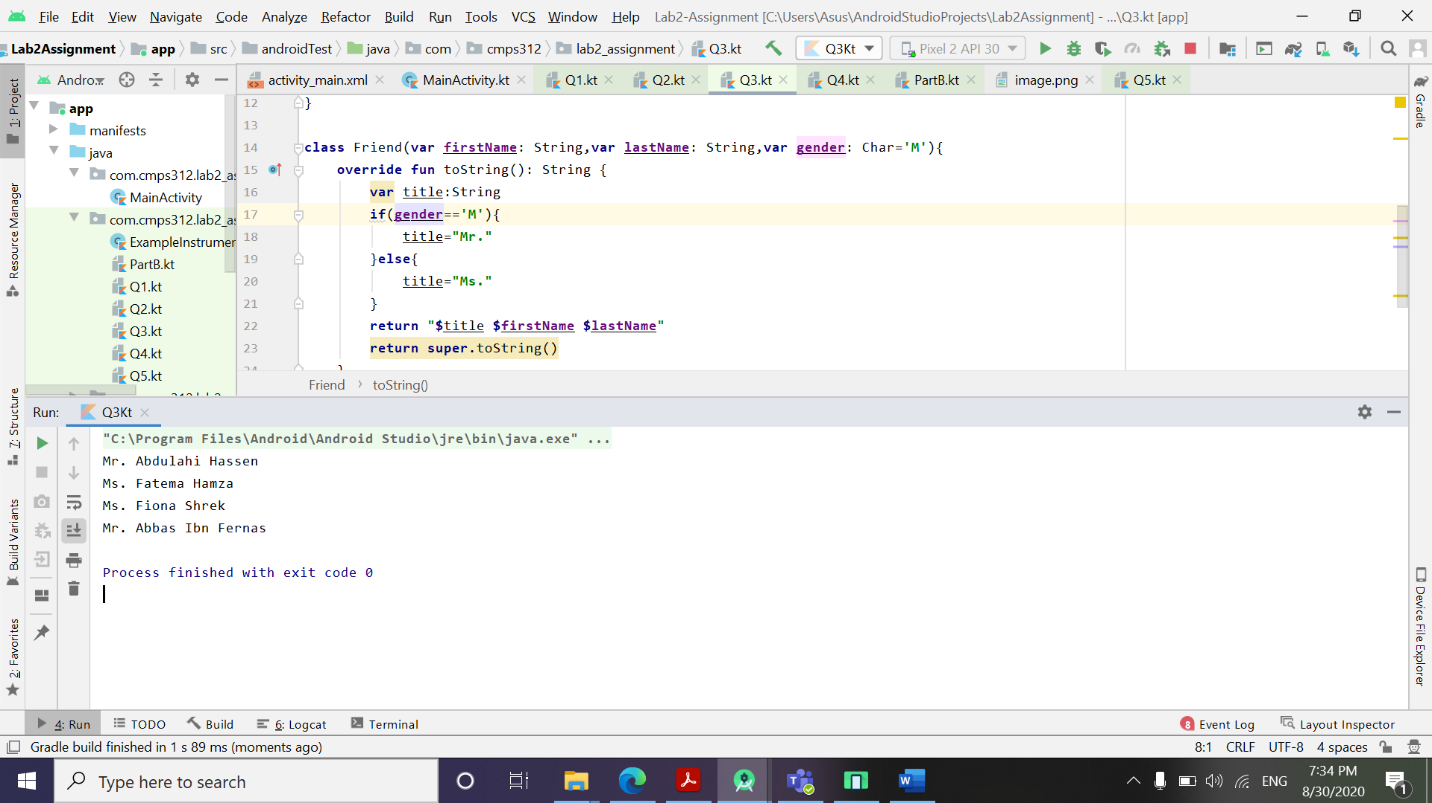 File Edit View Navigate Code Analyze Refactor Build Run Tools VCS Window Help Lab2-Assignment [C:\Users\Asus\AndroidStudioProjects\Lab2Assignment] - ...\Q3.kt [app]
Lab2Assignment app src androidTest java com cmps312 lab2_assignment Q3.kt Q3Kt Pixel 2 API 30
1: Project
Resource Manager
Z: Structure
Build Variants
2: Favorites
Androi..
activity_main.xml MainActivity.kt Q1.kt Q2.kt Q3.kt Q4.kt PartB.kt image.png Q5.kt
app
manifests
java
com.cmps312.lab2_as
MainActivity
com.cmps312.lab2_as
ExampleInstrumer
PartB.kt
Q1.kt
Q2.kt
Q3.kt
Q4.kt
Q5.kt
12 }
13
14 class Friend(var firstName: String,var lastName: String,var gender: Char='M'){
15 override fun toString(): String {
16 var title:String
17 if(gender=='M'){
18 title="Mr."
19 }else{
20 title="Ms."
21 }
22 return "$title $firstName $lastName"
23 return super.toString()
24 }
Friend › toString()
Gradle
Device File Explorer
Run: Q3Kt
"C:\Program Files\Android\Android Studio\jre\bin\java.exe" ...
Mr. Abdulahi Hassen
Ms. Fatema Hamza
Ms. Fiona Shrek
Mr. Abbas Ibn Fernas
Process finished with exit code 0
4: Run TODO Build 6: Logcat Terminal 8 Event Log Layout Inspector
Gradle build finished in 1 s 89 ms (moments ago) 8:1 CRLF UTF-8 4 spaces
Type here to search ENG 7:34 PM
8/30/2020 1